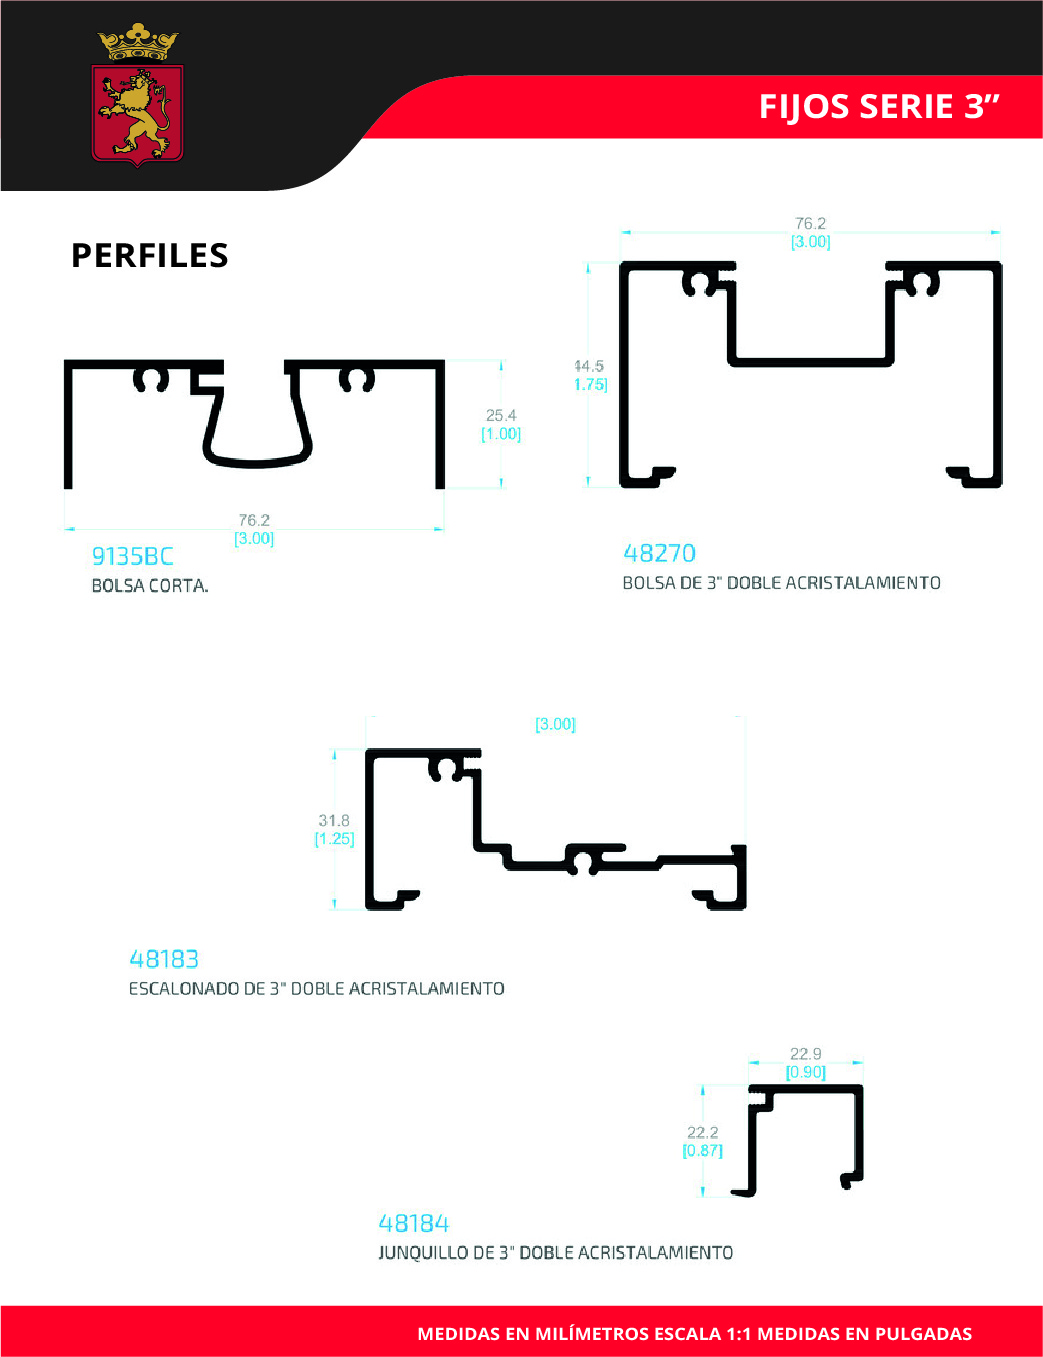 FIJOS SERIE 3”
PERFILES
76.2
[3.00]
44.5
1.75]
25.4
[1.00]
76.2
[3.00]
9135BC
BOLSA CORTA.
48270
BOLSA DE 3" DOBLE ACRISTALAMIENTO
[3.00]
31.8
[1.25]
48183
ESCALONADO DE 3" DOBLE ACRISTALAMIENTO
22.9
[0.90]
22.2
[0.87]
48184
JUNQUILLO DE 3" DOBLE ACRISTALAMIENTO
MEDIDAS EN MILÍMETROS ESCALA 1:1 MEDIDAS EN PULGADAS